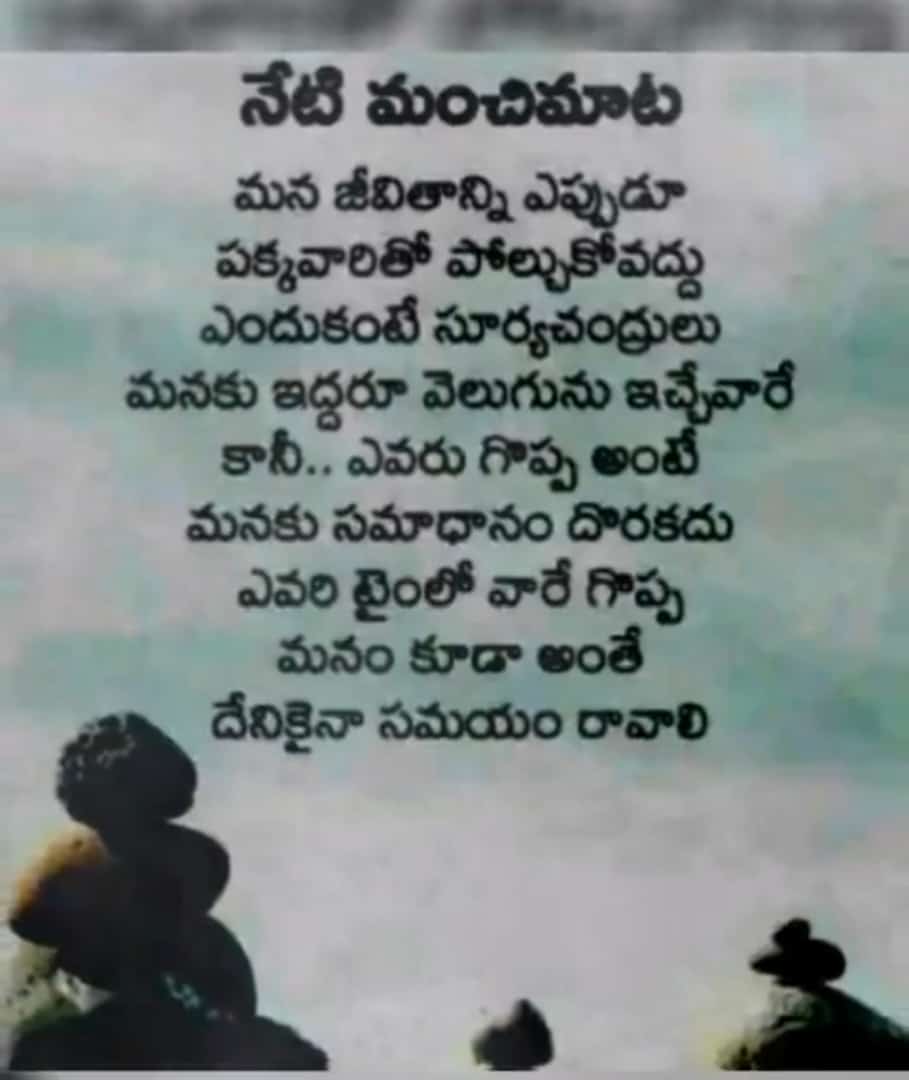 నేటి మంచిమాట
మన జీవితాన్ని ఎప్పుడూ
పక్కవారితో పోల్చుకోవద్దు
ఎందుకంటే సూర్యచంద్రులు
మనకు ఇద్దరూ వెలుగును ఇచ్చేవారే
కానీ.. ఎవరు గొప్ప అంటే
మనకు సమాధానం దొరకదు
ఎవరి టైంలో వారే గొప్ప
మనం కూడా అంతే
దేనికైనా సమయం రావాలి